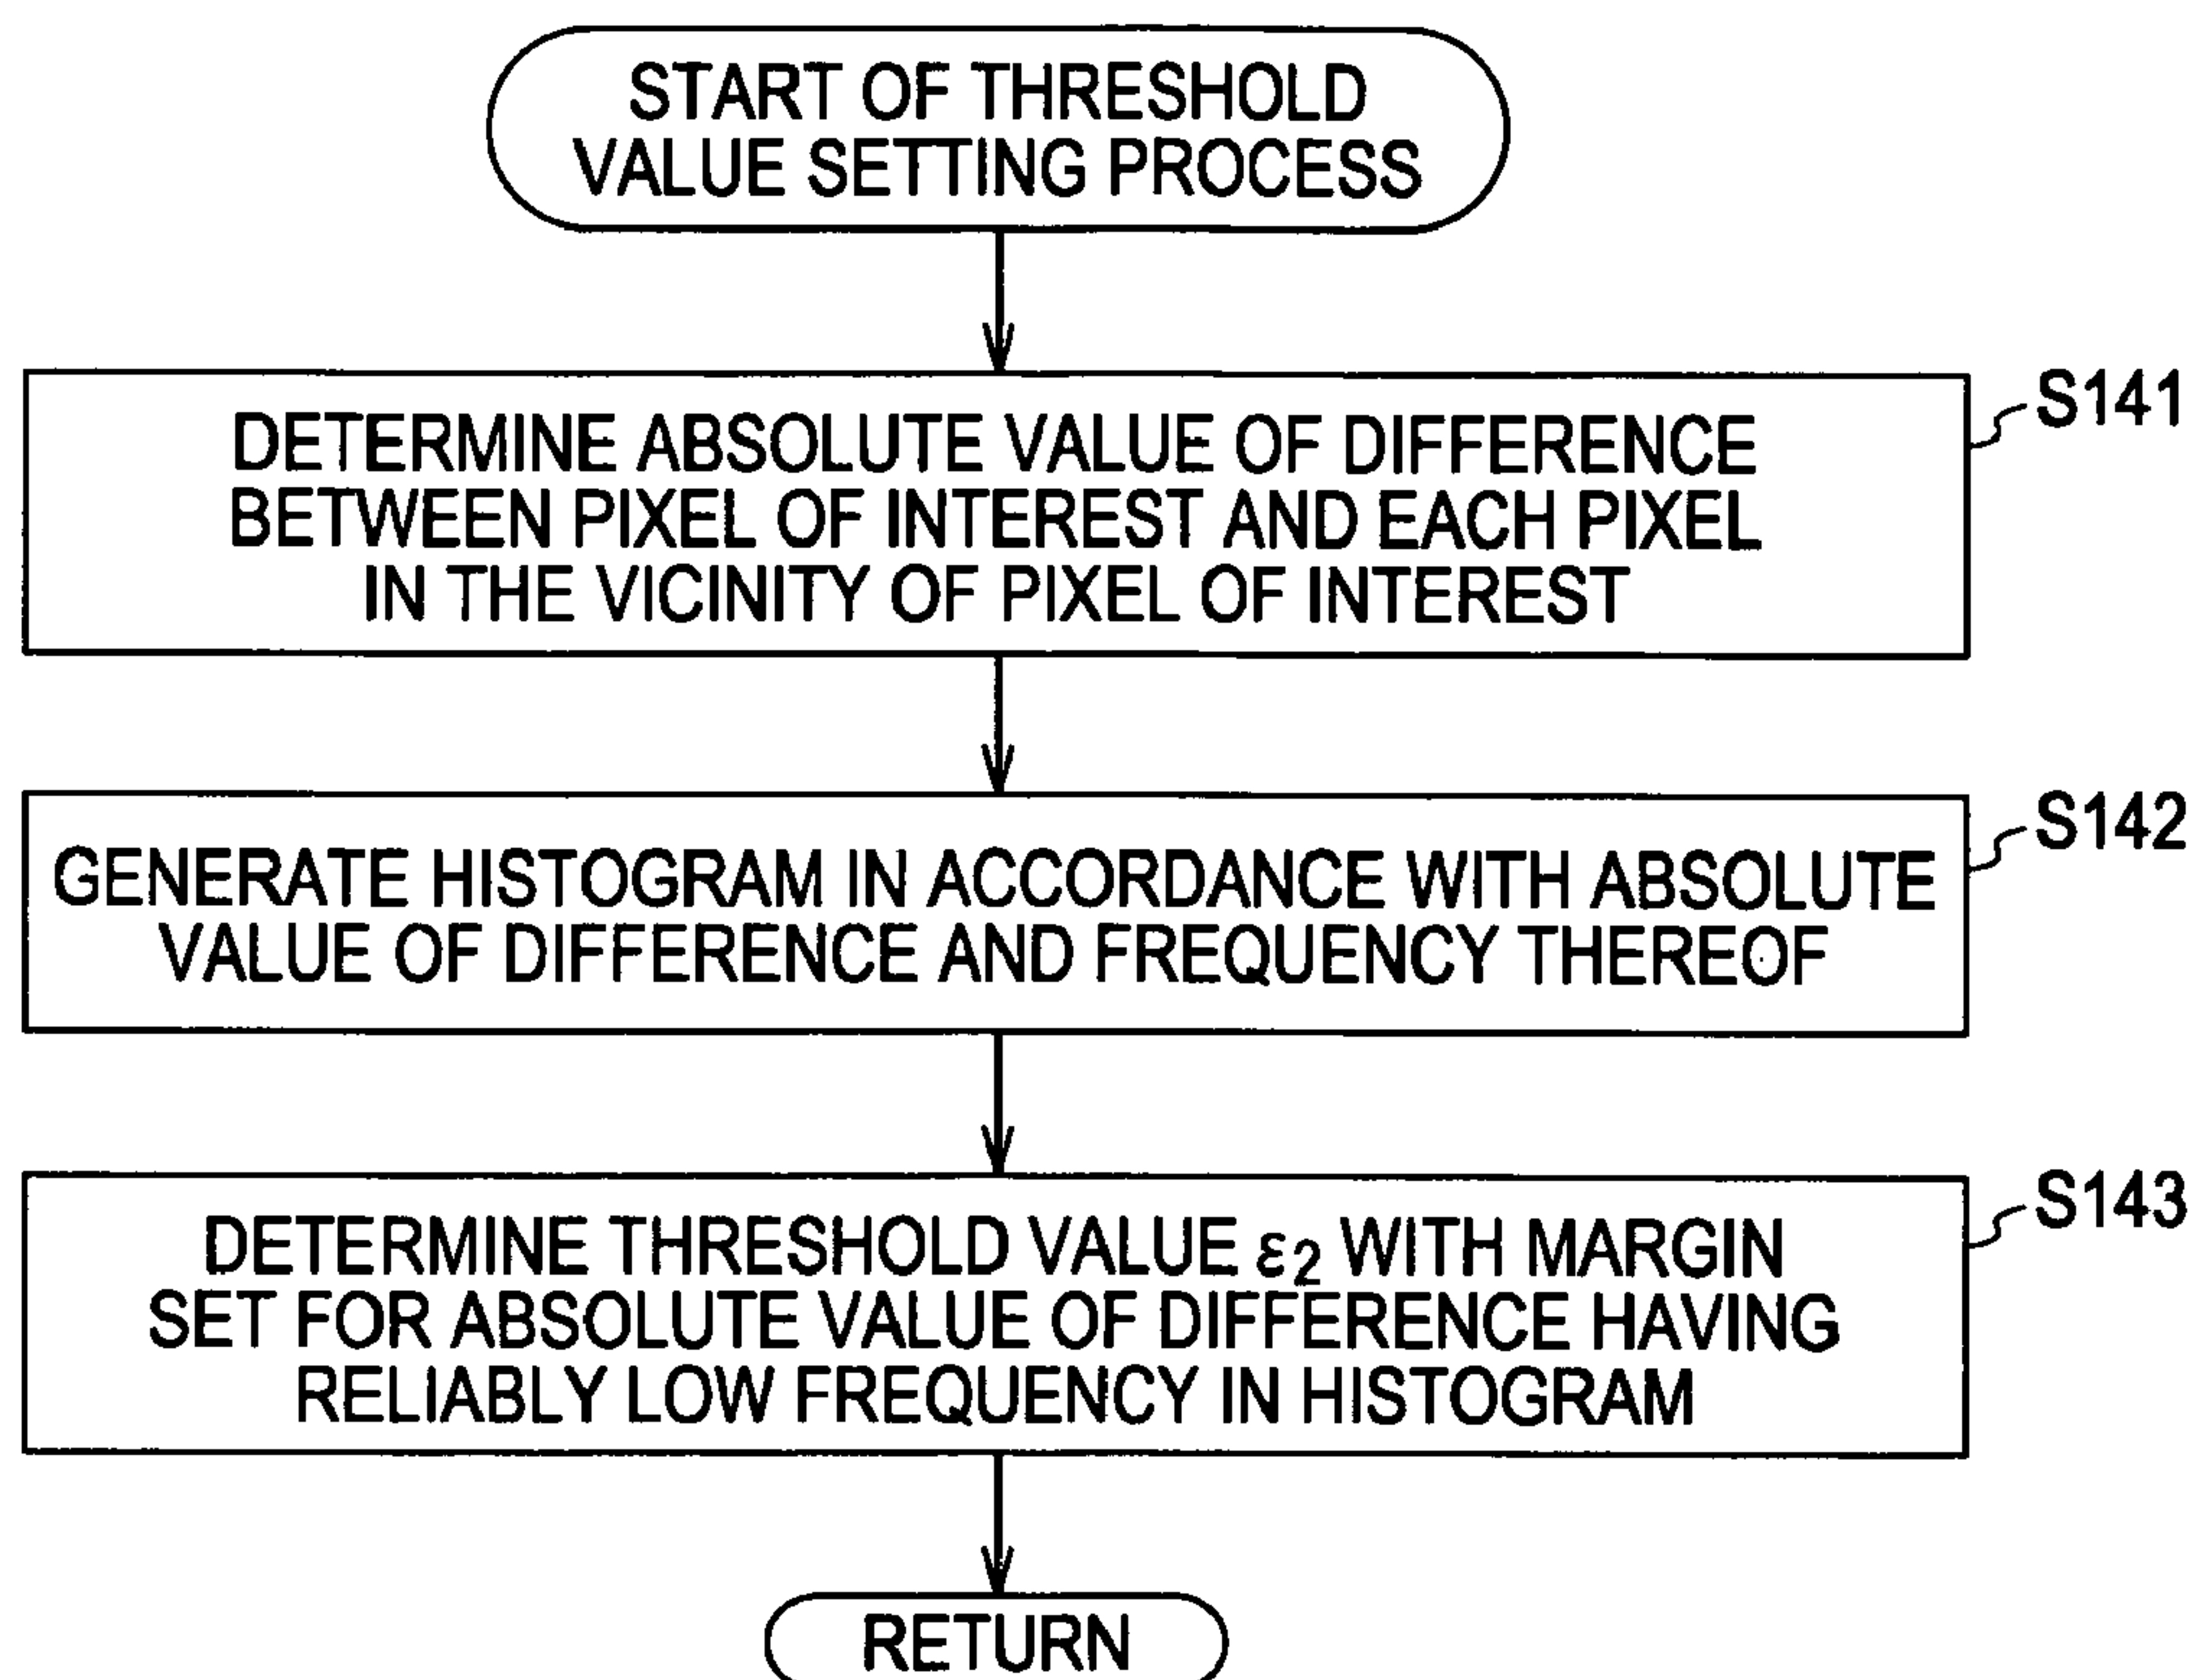 START OF THRESHOLD
VALUE SETTING PROCESS
S141
DETERMINE ABSOLUTE VALUE OF DIFFERENCE
BETWEEN PIXEL OF INTEREST AND EACH PIXEL
IN THE VICINITY OF PIXEL OF INTEREST
S142
GENERATE HISTOGRAM IN ACCORDANCE WITH ABSOLUTE
VALUE OF DIFFERENCE AND FREQUENCY THEREOF
S143
DETERMINE THRESHOLD VALUE ε2 WITH MARGIN
SET FOR ABSOLUTE VALUE OF DIFFERENCE HAVING
RELIABLY LOW FREQUENCY IN HISTOGRAM
RETURN